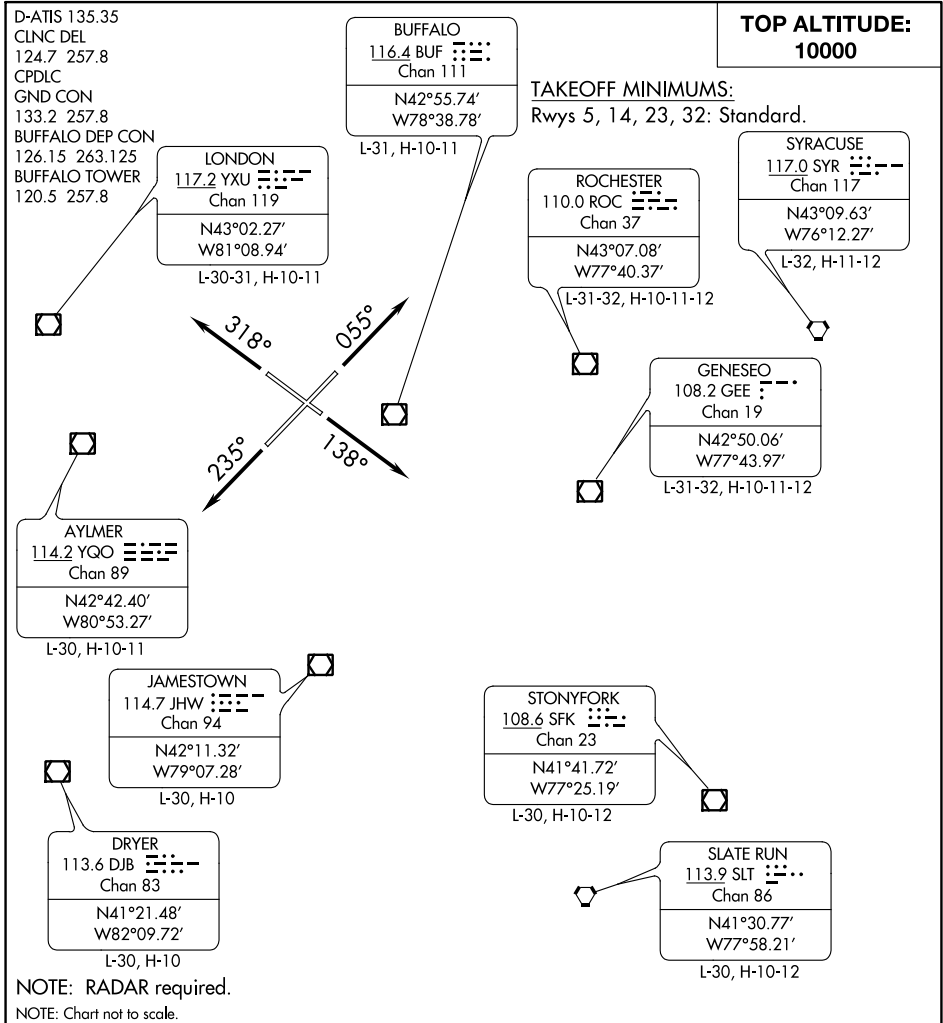 D-ATIS 135.35
CLNC DEL
124.7 257.8
CPDLC
GND CON
133.2 257.8
BUFFALO DEP CON
126.15 263.125
BUFFALO TOWER
120.5 257.8
BUFFALO
116.4 BUF
Chan 111
N42°55.74′
W78°38.78′
L-31, H-10-11
TOP ALTITUDE:
10000
TAKEOFF MINIMUMS:
Rwys 5, 14, 23, 32: Standard.
LONDON
117.2 YXU
Chan 119
N43°02.27′
W81°08.94′
L-30-31, H-10-11
ROCHESTER
110.0 ROC
Chan 37
N43°07.08′
W77°40.37′
L-31-32, H-10-11-12
SYRACUSE
117.0 SYR
Chan 117
N43°09.63′
W76°12.27′
L-32, H-11-12
318°
055°
235°
138°
GENESEO
108.2 GEE
Chan 19
N42°50.06′
W77°43.97′
L-31-32, H-10-11-12
AYLMER
114.2 YQO
Chan 89
N42°42.40′
W80°53.27′
L-30, H-10-11
JAMESTOWN
114.7 JHW
Chan 94
N42°11.32′
W79°07.28′
L-30, H-10
STONYFORK
108.6 SFK
Chan 23
N41°41.72′
W77°25.19′
L-30, H-10-12
DRYER
113.6 DJB
Chan 83
N41°21.48′
W82°09.72′
L-30, H-10
SLATE RUN
113.9 SLT
Chan 86
N41°30.77′
W77°58.21′
L-30, H-10-12
NOTE: RADAR required.
NOTE: Chart not to scale.